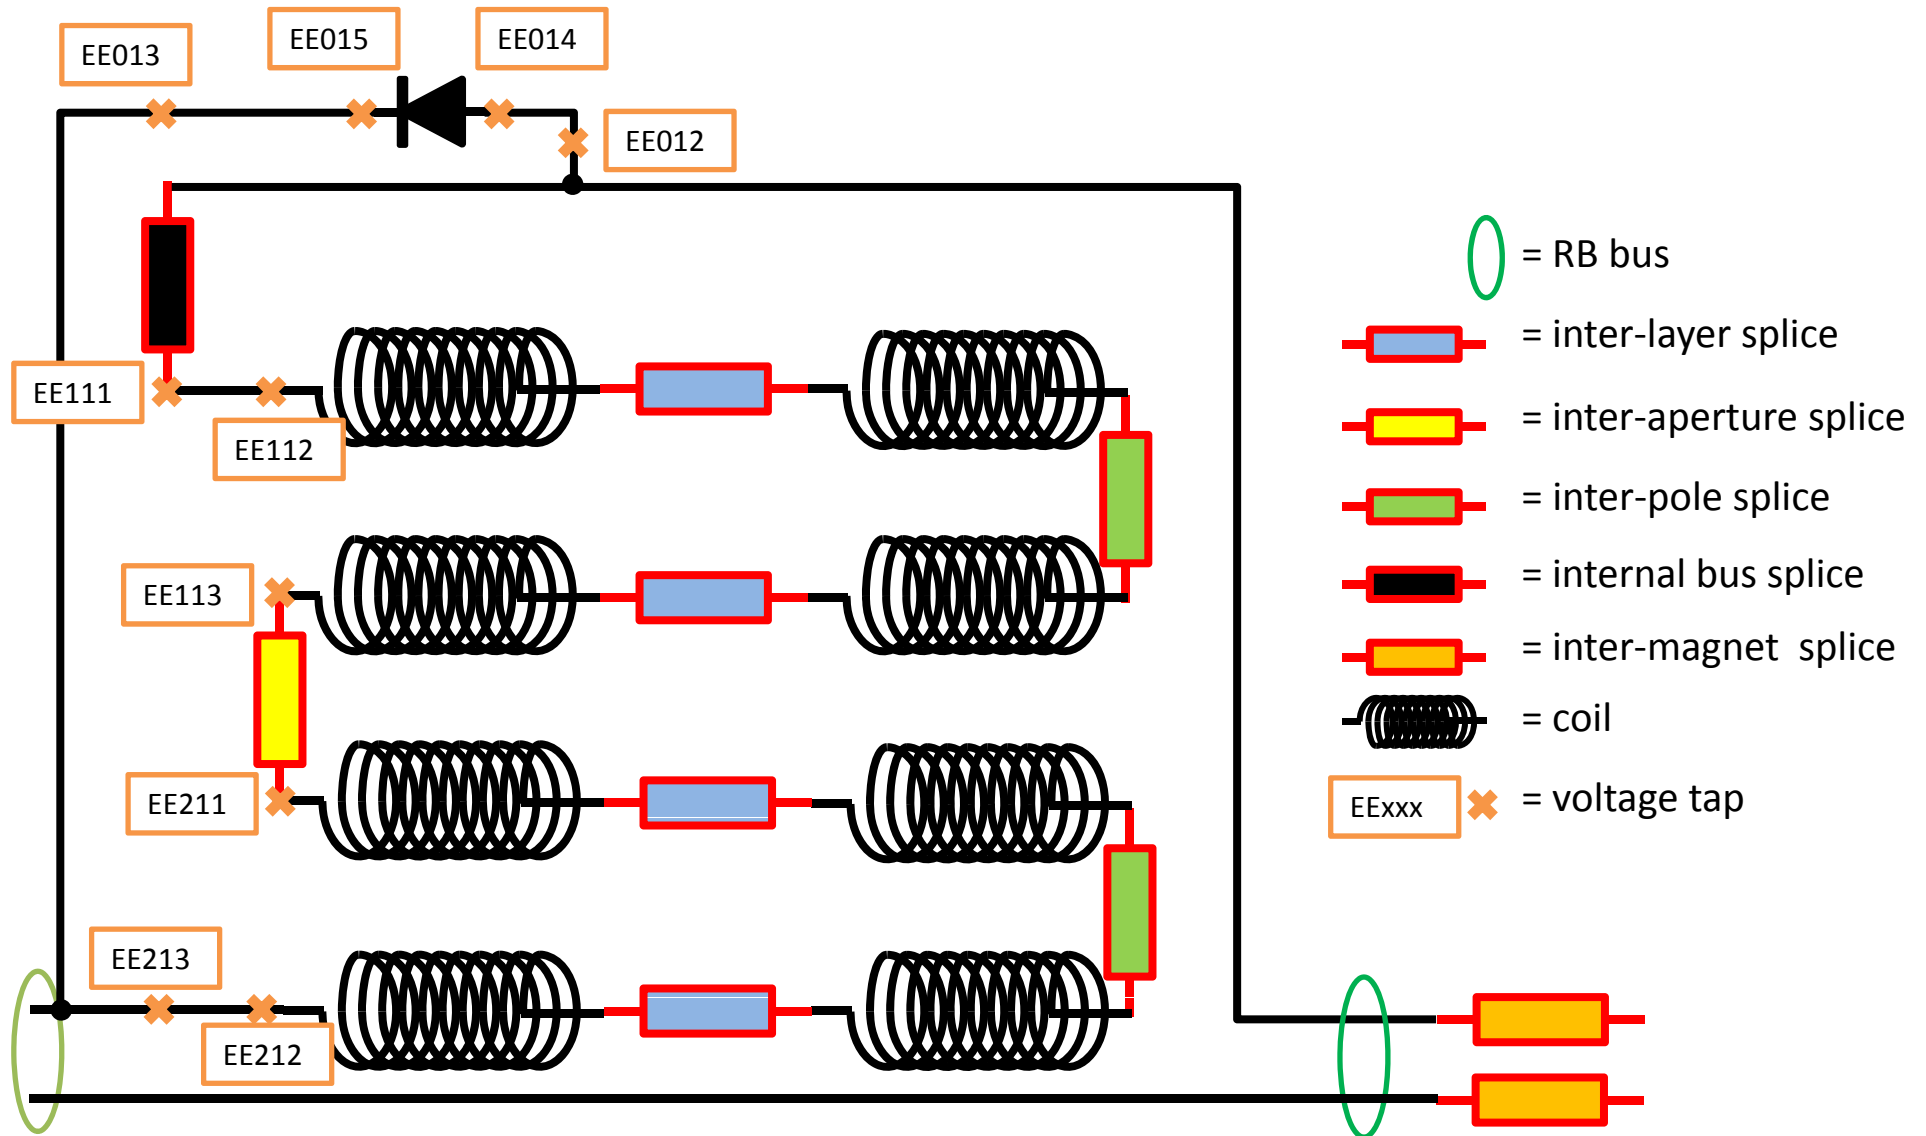 EE013
EE015
EE014
EE012
EE111
EE112
EE113
EE211
EE213
EE212
= RB bus
= inter-layer splice
= inter-aperture splice
= inter-pole splice
= internal bus splice
= inter-magnet splice
= coil
EExxx = voltage tap